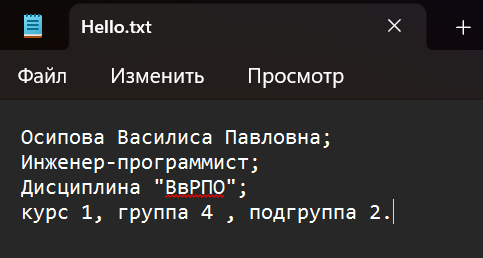 Hello.txt
Файл Изменить Просмотр
Осипова Василиса Павловна;
Инженер-программист;
Дисциплина "ВвРПО";
курс 1, группа 4 , подгруппа 2.